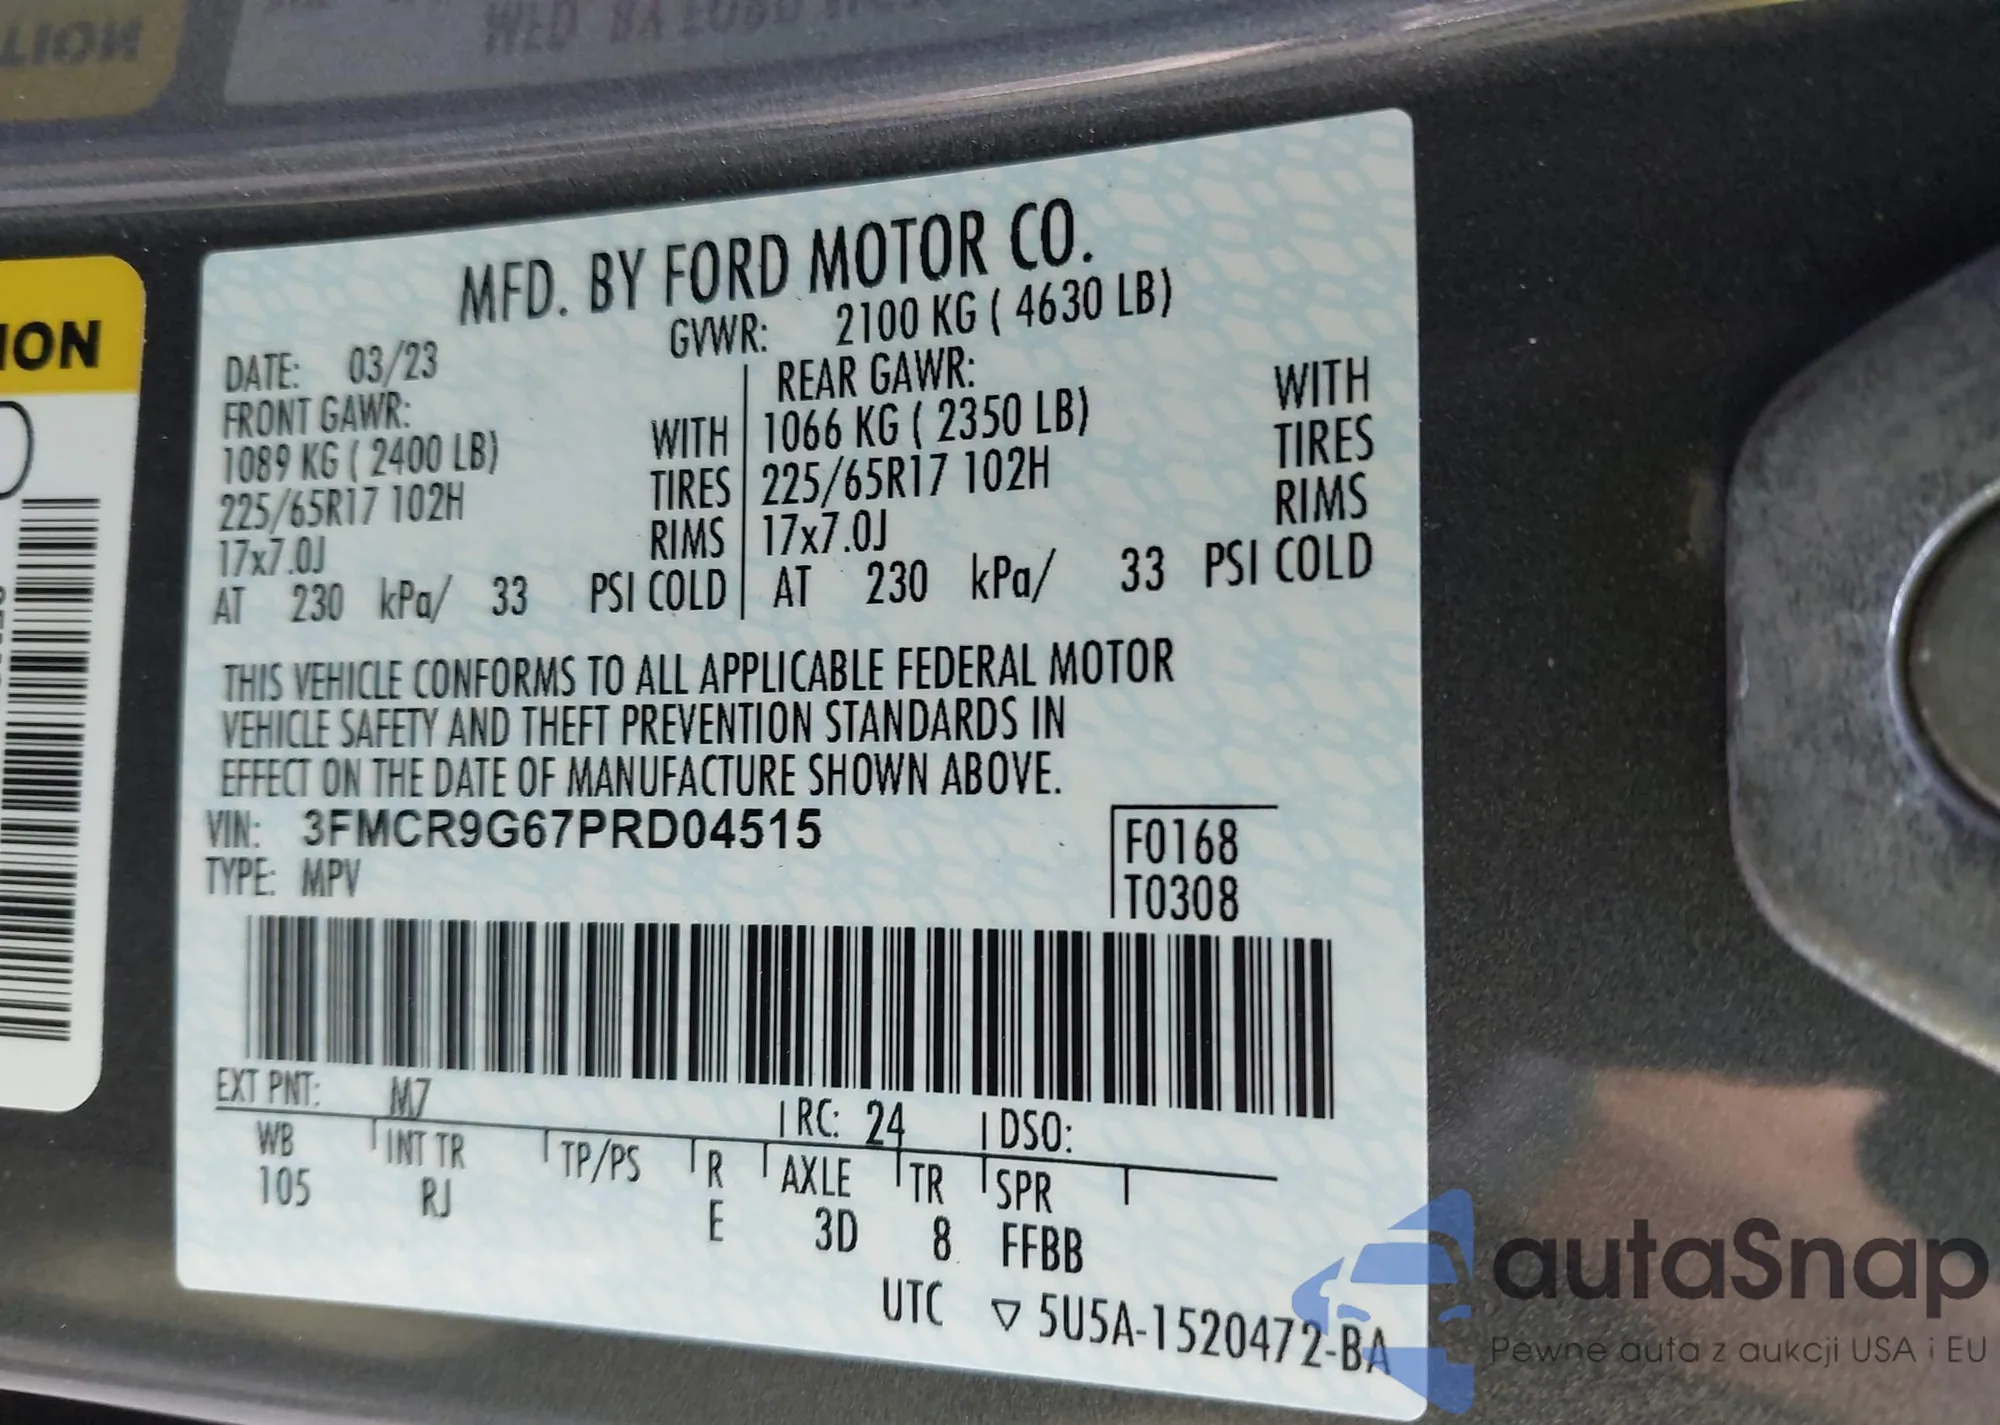 MFD. BY FORD MOTOR CO.
DATE: 03/23 GVWR: 2100 KG ( 4630 LB)
FRONT GAWR: REAR GAWR:
1089 KG ( 2400 LB) WITH 1066 KG ( 2350 LB) WITH
225/65R17 102H TIRES 225/65R17 102H TIRES
17x7.0J RIMS 17x7.0J RIMS
AT 230 kPa/ 33 PSI COLD AT 230 kPa/ 33 PSI COLD
THIS VEHICLE CONFORMS TO ALL APPLICABLE FEDERAL MOTOR
VEHICLE SAFETY AND THEFT PREVENTION STANDARDS IN
EFFECT ON THE DATE OF MANUFACTURE SHOWN ABOVE.
VIN: 3FMCR9G67PRD04515 F0168
TYPE: MPV T0308
EXT PNT: M7 RC: 24 DSO:
WB INT TR TP/PS R AXLE TR SPR
105 RJ E 3D 8 FFBB
UTC ▽ 5U5A-1520472-BA
ION
autaSnap
Pewne auta z aukcji USA i EU